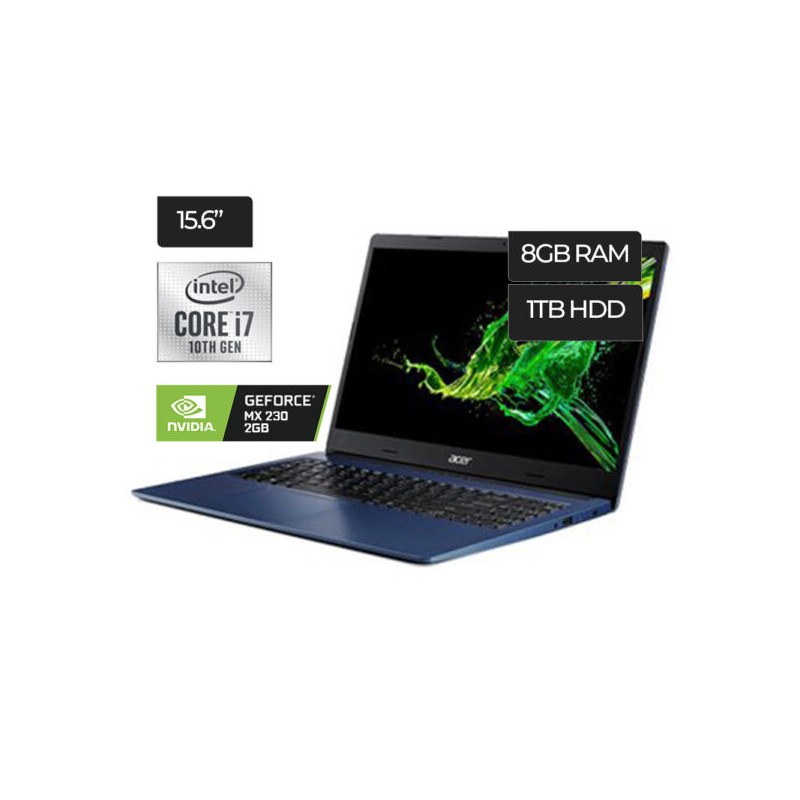 15.6”
8GB RAM
1TB HDD
intel
CORE i7
10TH GEN
NVIDIA.
GEFORCE
MX 230
2GB
acer